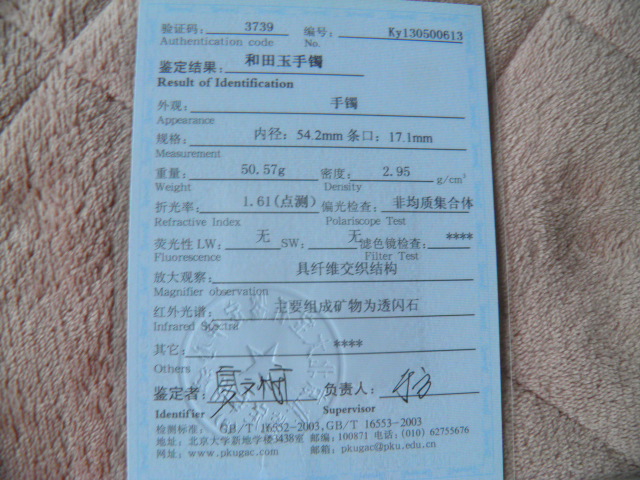 验证码： 3739 编号： Ky130500613
Authentication code No.
鉴定结果： 和田玉手镯
Result of Identification
外观： 手镯
Appearance
规格： 内径：54.2mm 条口：17.1mm
Measurement
重量： 50.57g 密度： 2.95 g/cm³
Weight Density
折光率： 1.61(点测) 偏光检查： 非均质集合体
Refractive Index Polariscope Test
荧光性 LW： 无 SW： 无 滤色镜检查： ****
Fluorescence Filter Test
放大观察： 具纤维交织结构
Magnifier observation
红外光谱： 主要组成矿物为透闪石
Infrared Spectra
其它： ****
Others
鉴定者： 负责人：
Identifier Supervisor
检测标准： GB/T 16552-2003,GB/T 16553-2003
地址：北京大学新地学楼3438室 邮编：100871 电话：(010) 62755676
网址：www.pkugac.com 邮箱：pkugac@pku.edu.cn